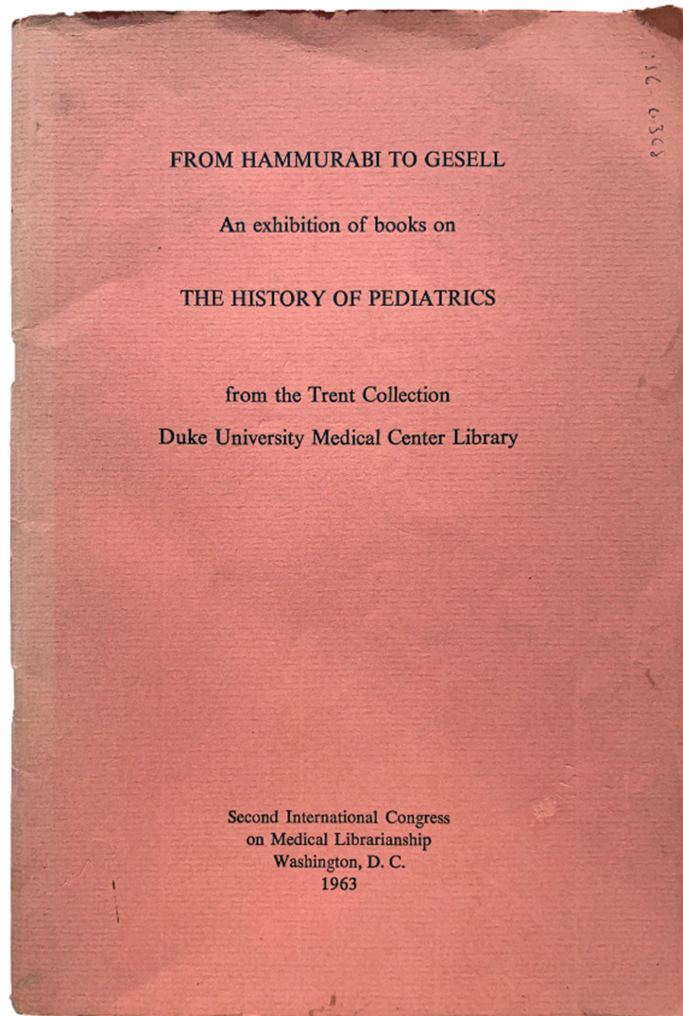 FROM HAMMURABI TO GESELL
An exhibition of books on
THE HISTORY OF PEDIATRICS
from the Trent Collection
Duke University Medical Center Library
Second International Congress
on Medical Librarianship
Washington, D. C.
1963